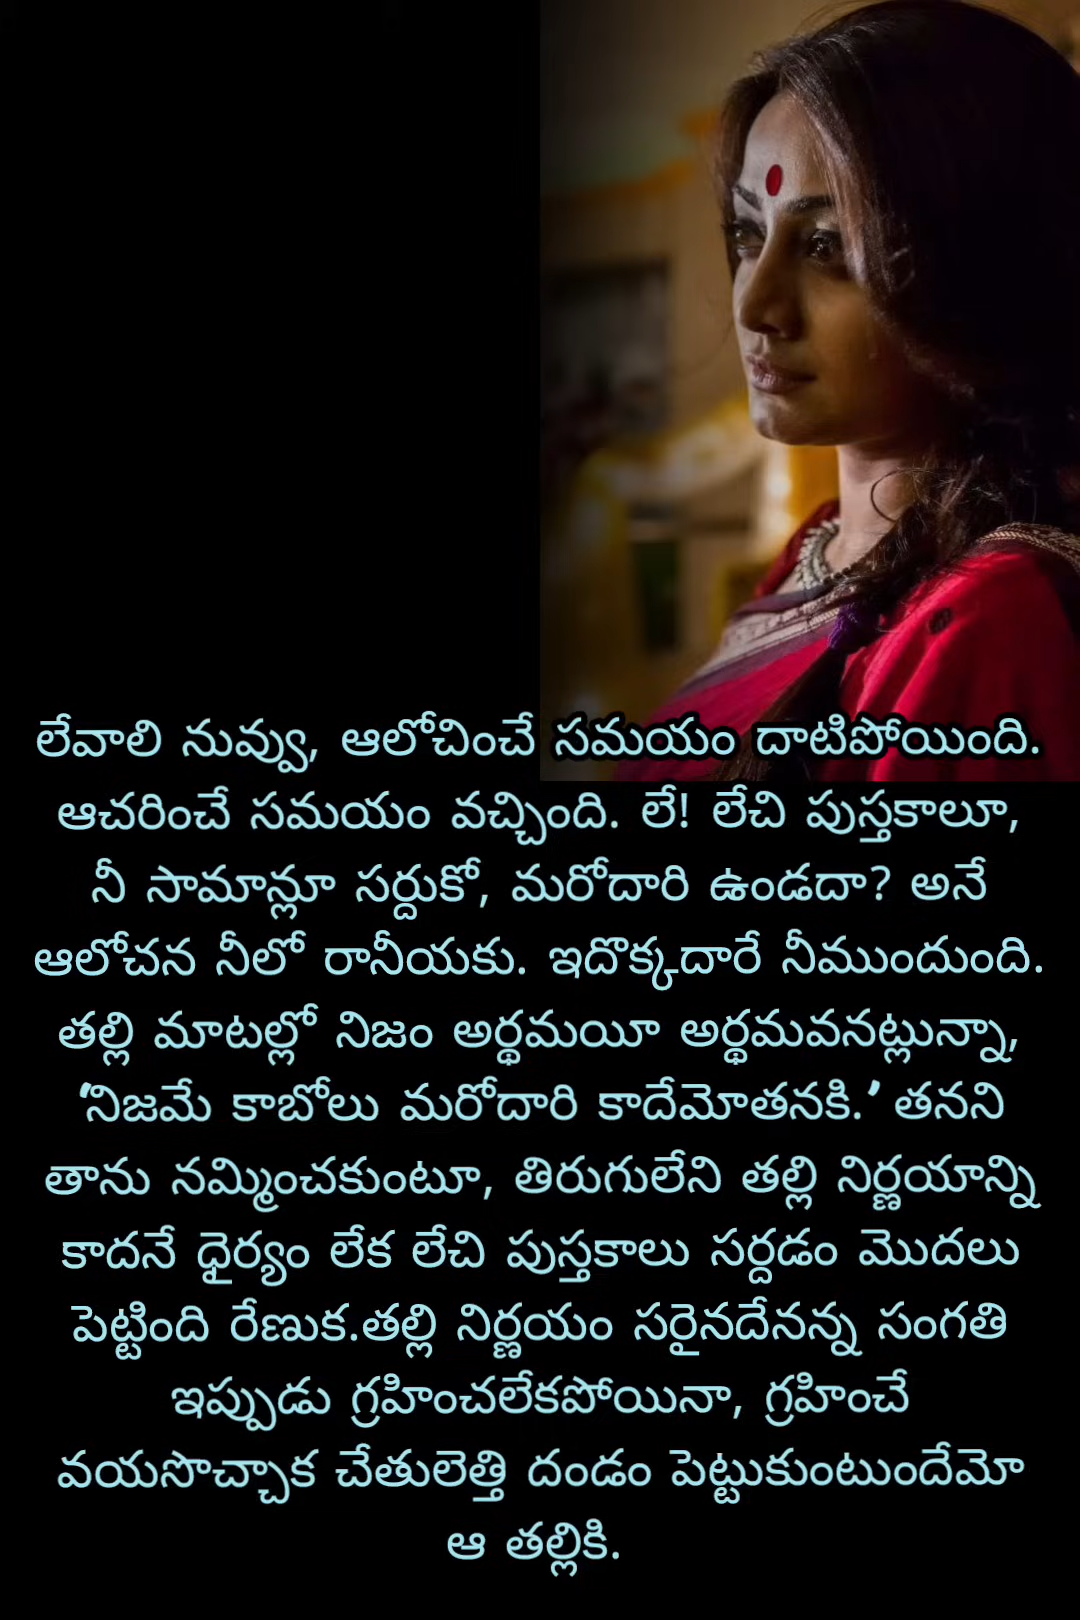 లేవాలి నువ్వు, ఆలోచించే సమయం దాటిపోయింది.
ఆచరించే సమయం వచ్చింది. లే! లేచి పుస్తకాలూ,
నీ సామాన్లూ సర్దుకో, మరోదారి ఉండదా? అనే
ఆలోచన నీలో రానీయకు. ఇదొక్కదారే నీముందుంది.
తల్లి మాటల్లో నిజం అర్థమయీ అర్థమవనట్లున్నా,
'నిజమే కాబోలు మరోదారి కాదేమోతనకి.' తనని
తాను నమ్మించకుంటూ, తిరుగులేని తల్లి నిర్ణయాన్ని
కాదనే ధైర్యం లేక లేచి పుస్తకాలు సర్దడం మొదలు
పెట్టింది రేణుక.తల్లి నిర్ణయం సరైనదేనన్న సంగతి
ఇప్పుడు గ్రహించలేకపోయినా, గ్రహించే
వయసొచ్చాక చేతులెత్తి దండం పెట్టుకుంటుందేమో
ఆ తల్లికి.